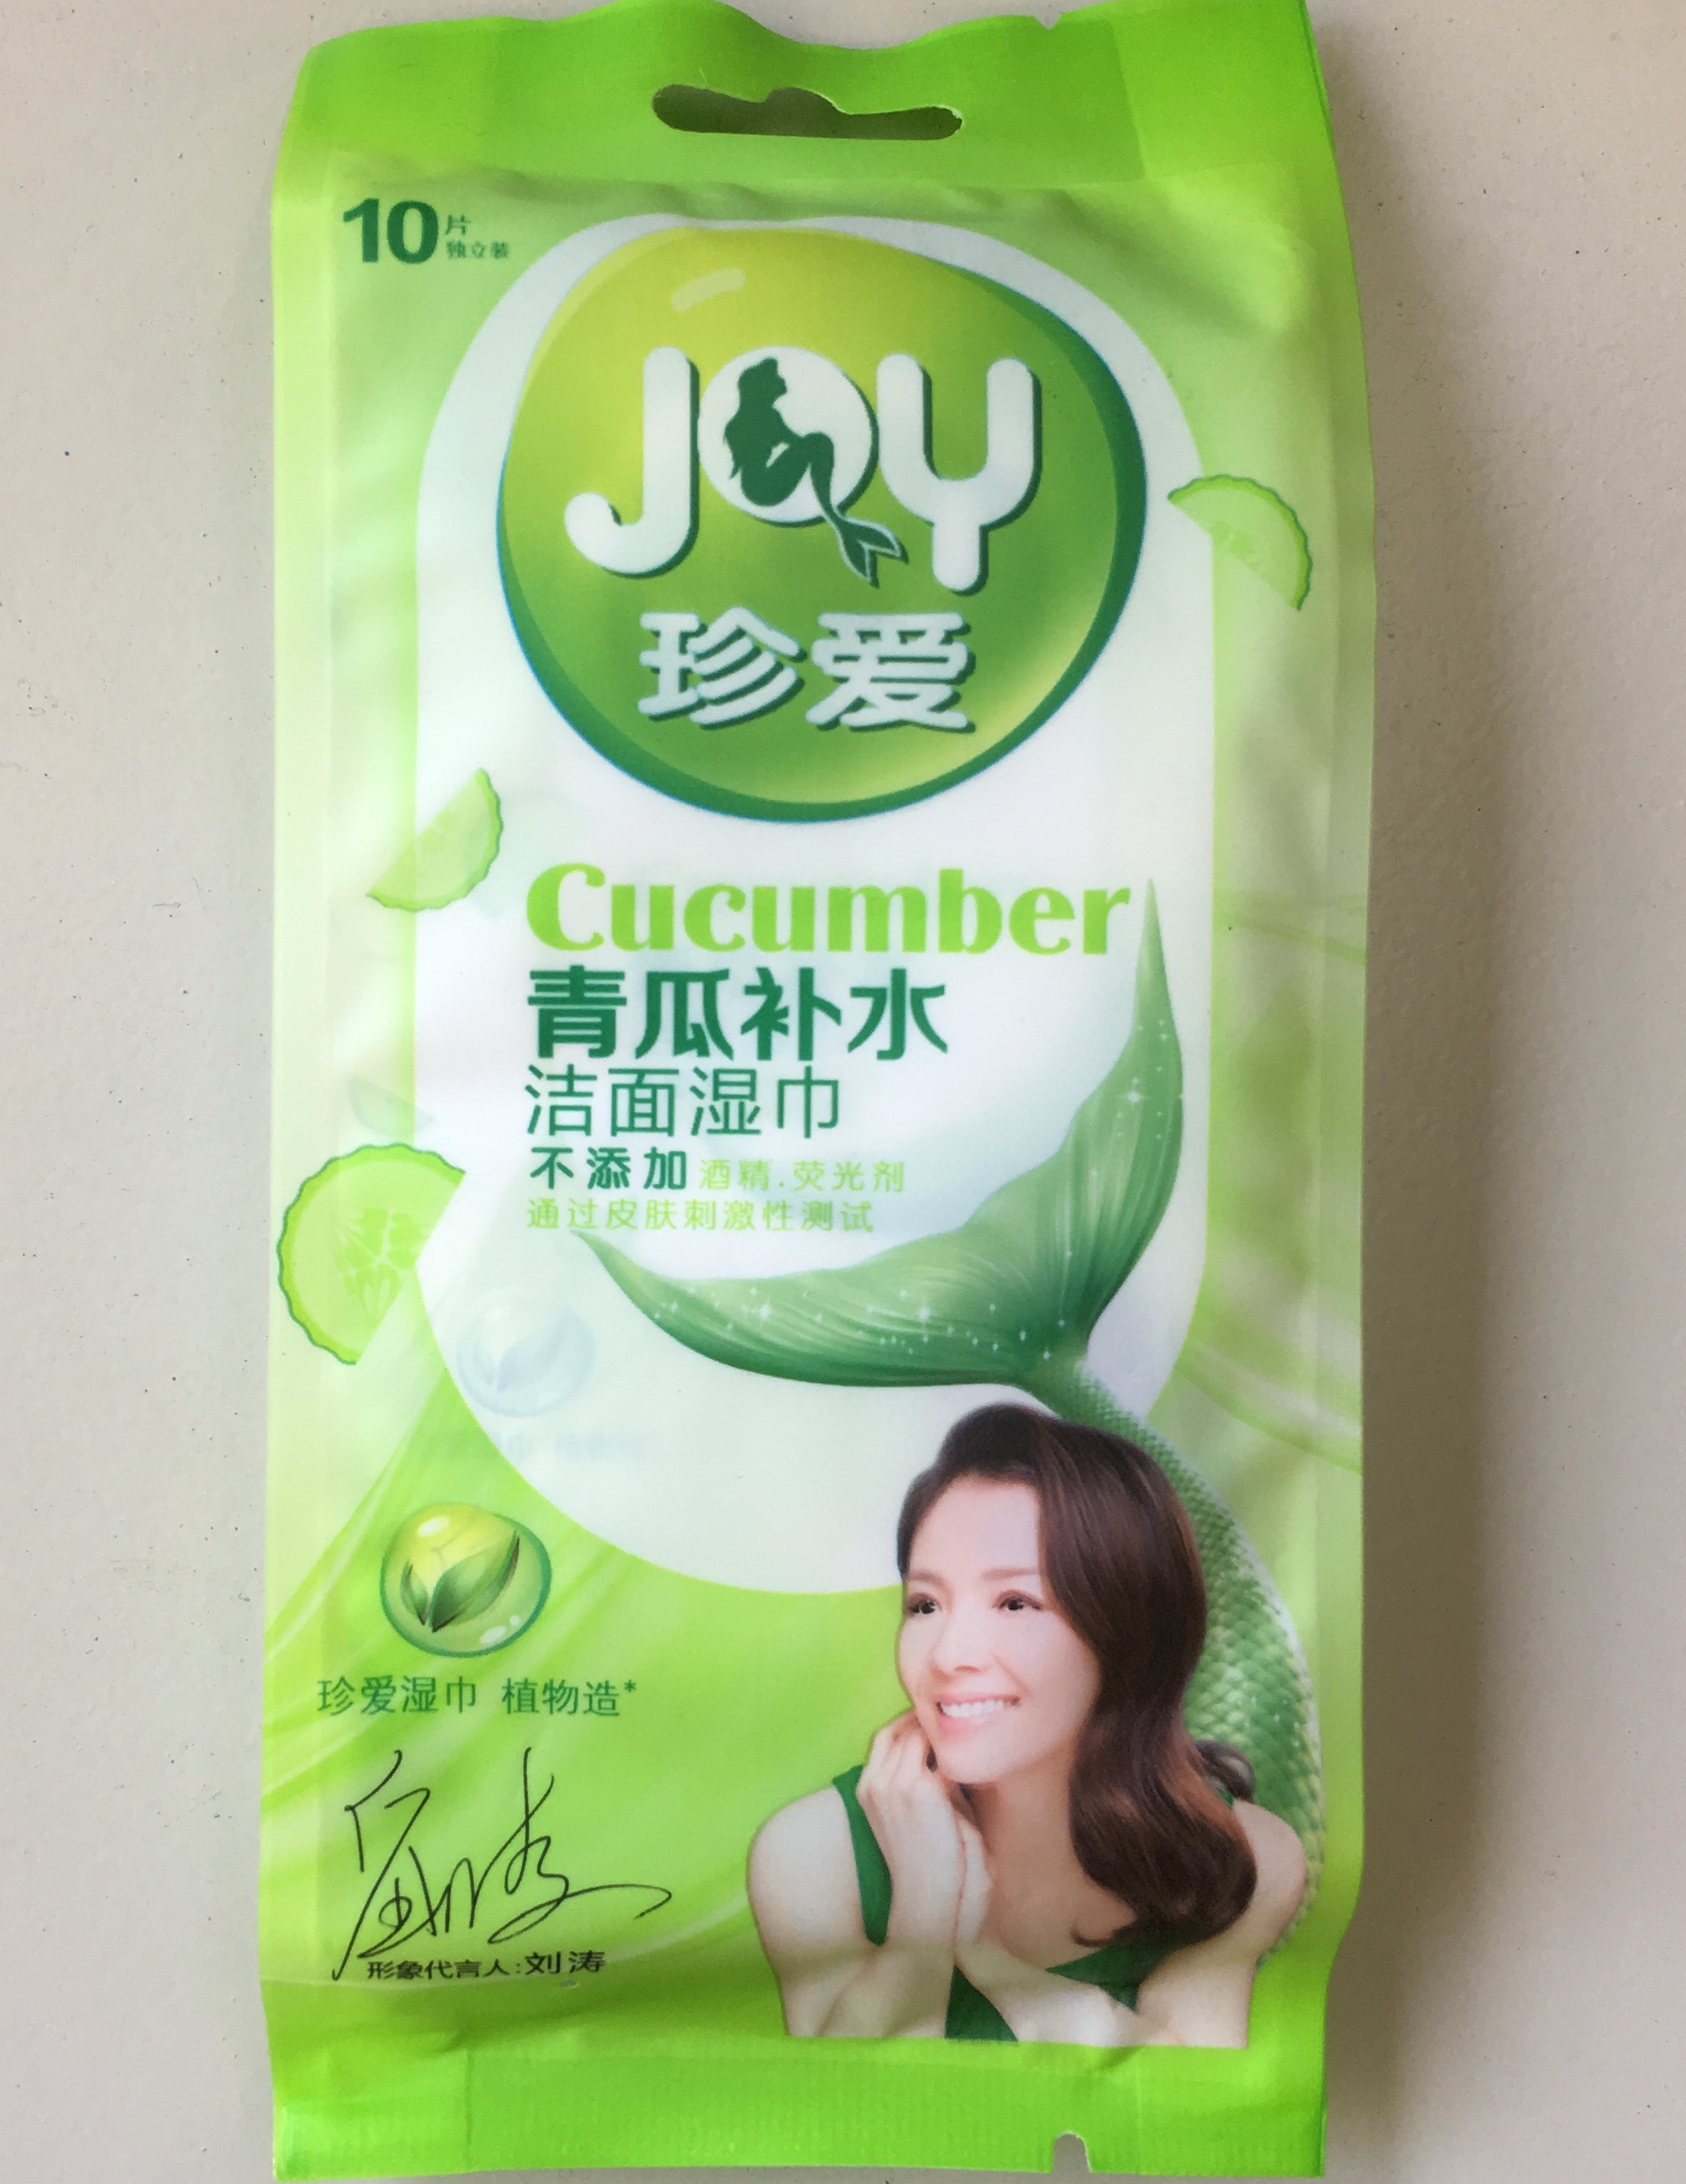 10片
独立装
JOY
珍爱
Cucumber
青瓜补水
洁面湿巾
不添加 酒精.荧光剂
通过皮肤刺激性测试
珍爱湿巾 植物造*
形象代言人:刘涛